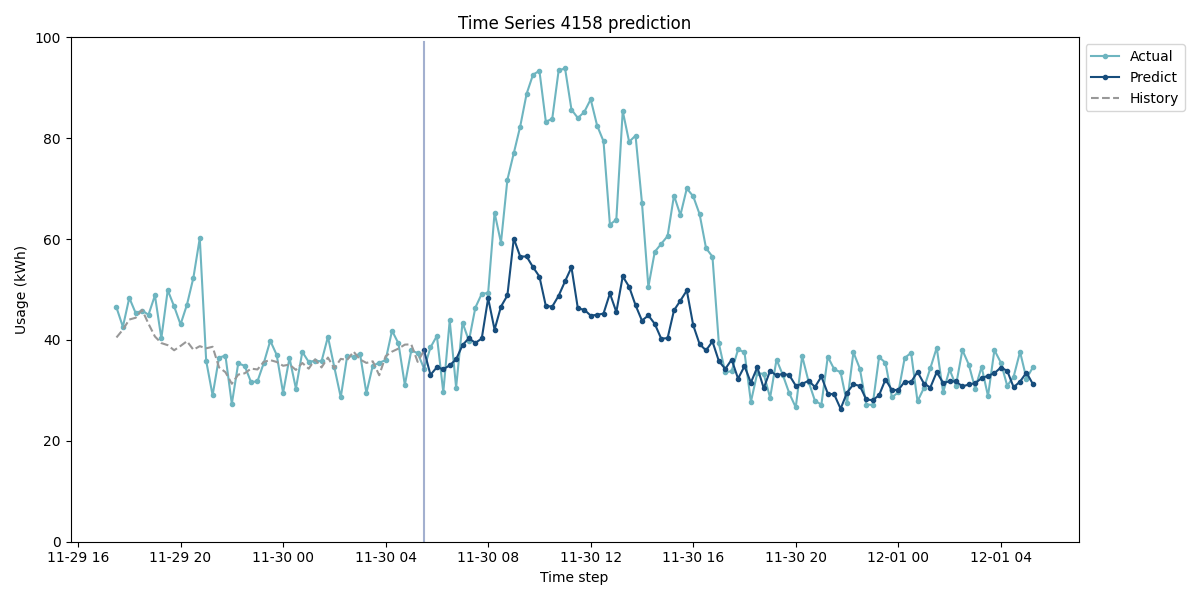 Time Series 4158 prediction
100
80
60
40
20
0
Usage (kWh)
11-29 16
11-29 20
11-30 00
11-30 04
11-30 08
11-30 12
11-30 16
11-30 20
12-01 00
12-01 04
Time step
Actual
Predict
History